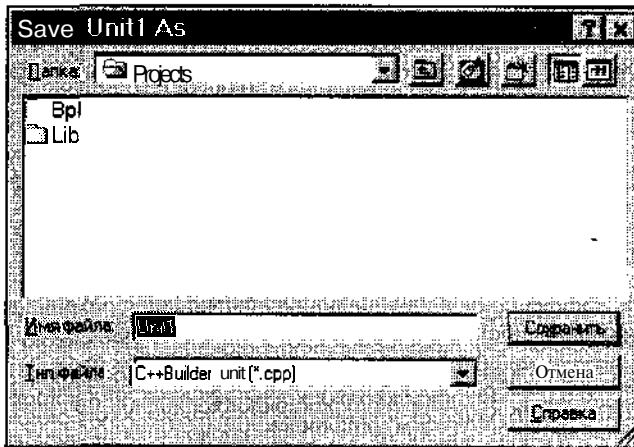 Save Unit1 As
Папка: Projects
Bpl
Lib
Имя файла: Unit1
Сохранить
Тип файла: C++Builder unit (*.cpp)
Отмена
Справка